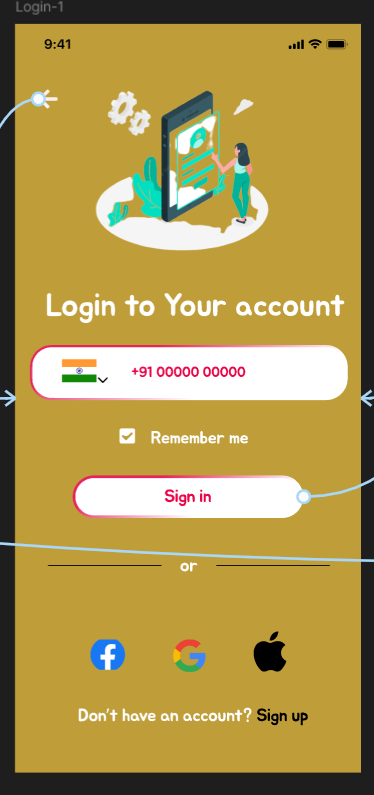 Login-1
9:41
Login to Your account
+91 00000 00000
Remember me
Sign in
or
Don't have an account? Sign up